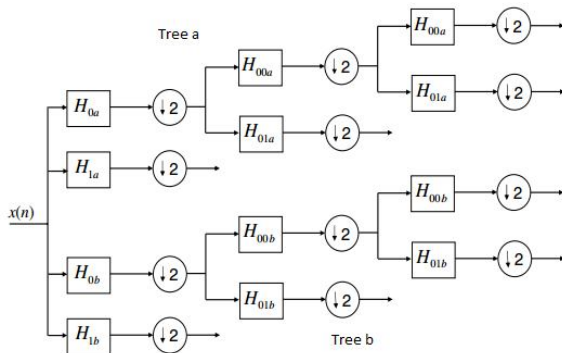 Tree a
H00a ↓2
H00a ↓2
H01a ↓2
H0a ↓2
H01a ↓2
H1a ↓2
x(n)
H00b ↓2
H00b ↓2
H01b ↓2
H0b ↓2
H01b ↓2
H1b ↓2
Tree b